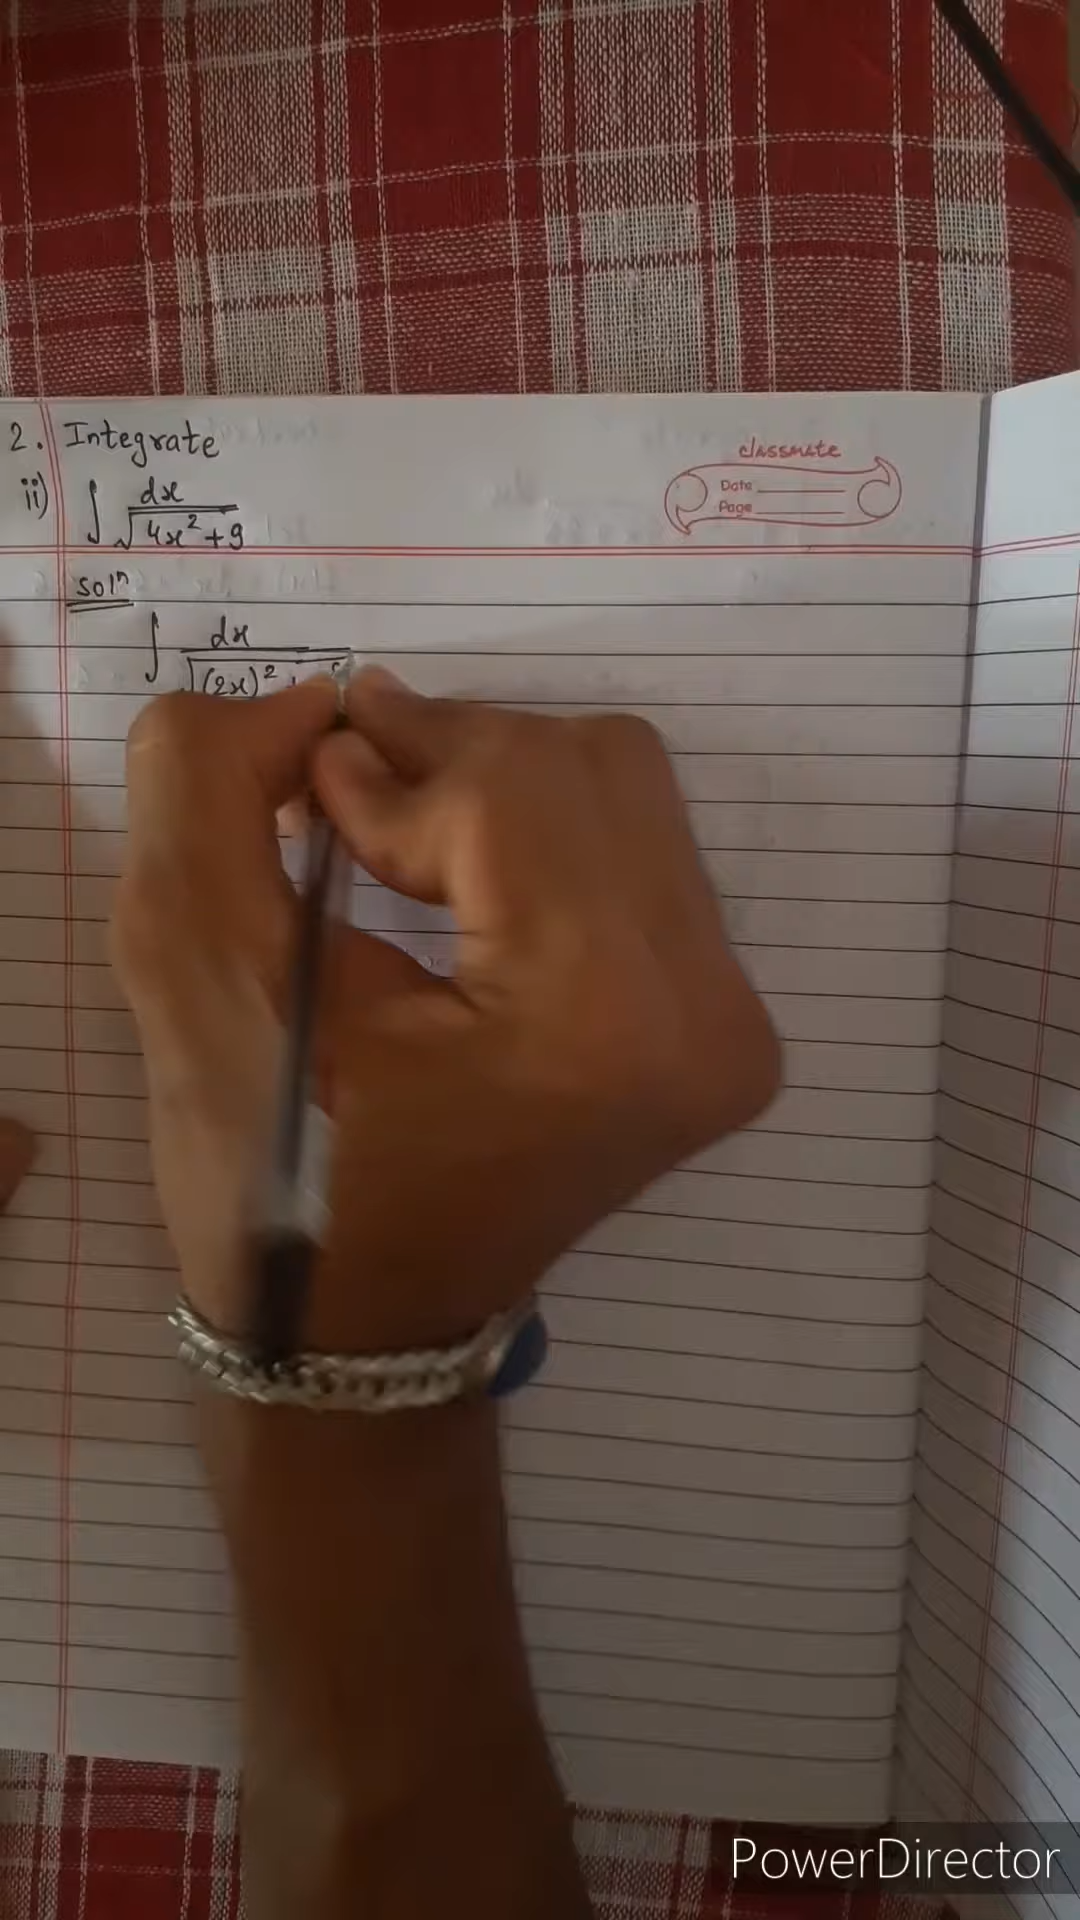 2. Integrate
ii) ∫ dx / √(4x² + 9)
classmate
Date
Page
Solⁿ
∫ dx / √(2x)² +
PowerDirector